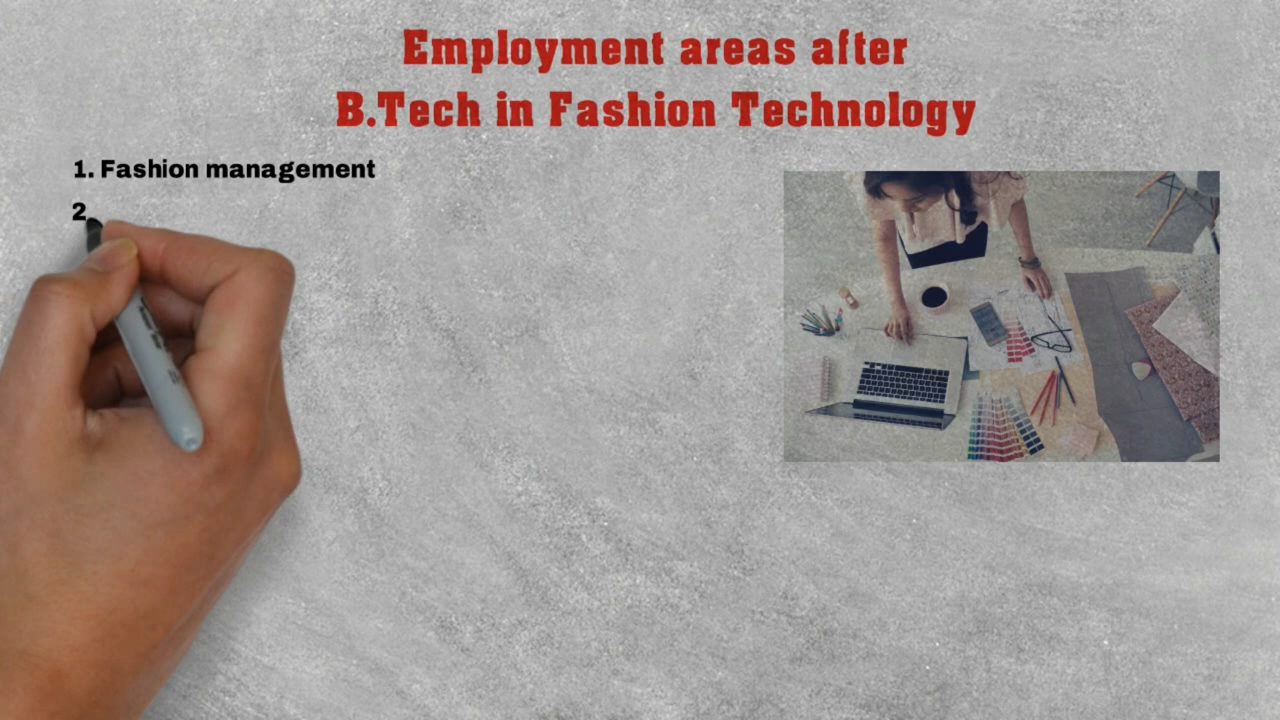 Employment areas after
B.Tech in Fashion Technology
1. Fashion management
2